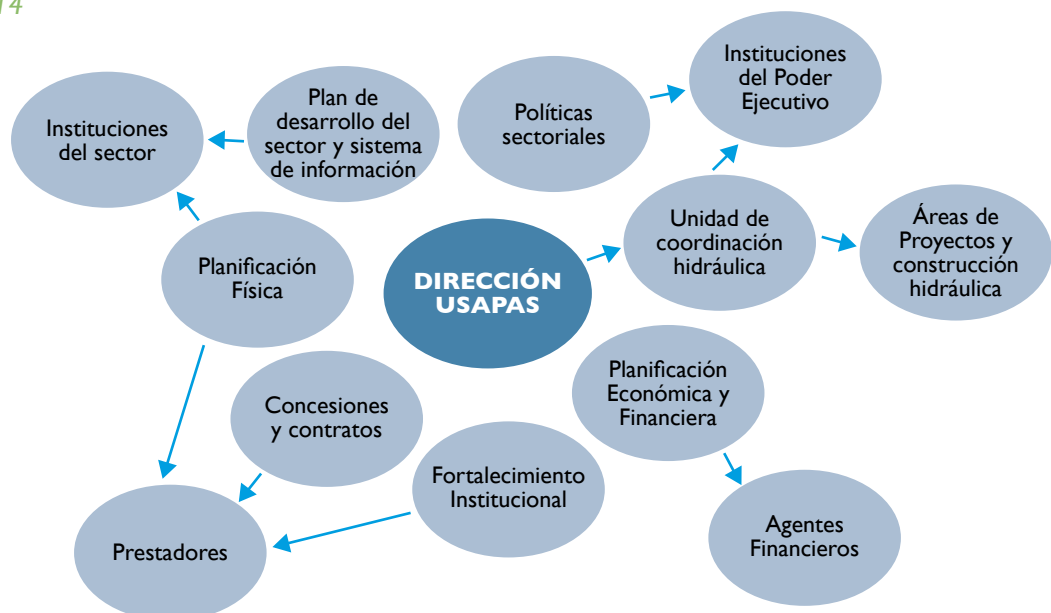 14
Instituciones
del sector
Plan de
desarrollo del
sector y sistema
de información
Políticas
sectoriales
Instituciones
del Poder
Ejecutivo
Planificación
Física
DIRECCIÓN
USAPAS
Unidad de
coordinación
hidráulica
Áreas de
Proyectos y
construcción
hidráulica
Concesiones
y contratos
Planificación
Económica y
Financiera
Fortalecimiento
Institucional
Prestadores
Agentes
Financieros